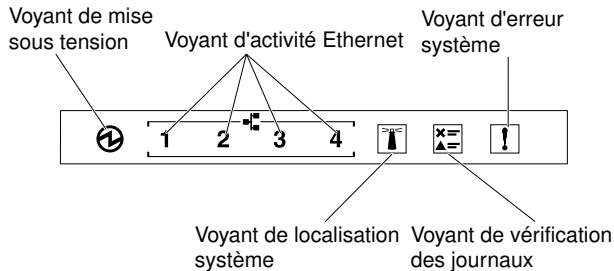 Voyant de mise
sous tension
Voyant d'activité Ethernet
Voyant d'erreur
système
1 2 3 4
Voyant de localisation
système
Voyant de vérification
des journaux